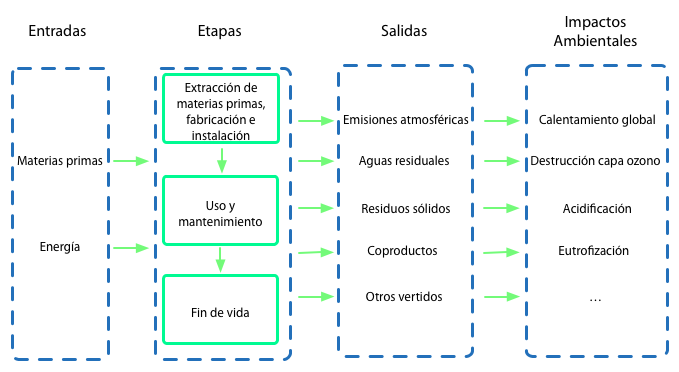 Entradas
Etapas
Salidas
Impactos
Ambientales
Extracción de
materias primas,
fabricación e
instalación
Emisiones atmosféricas
Calentamiento global
Materias primas
Aguas residuales
Destrucción capa ozono
Uso y
mantenimiento
Residuos sólidos
Acidificación
Energía
Coproductos
Eutrofización
Fin de vida
Otros vertidos
...